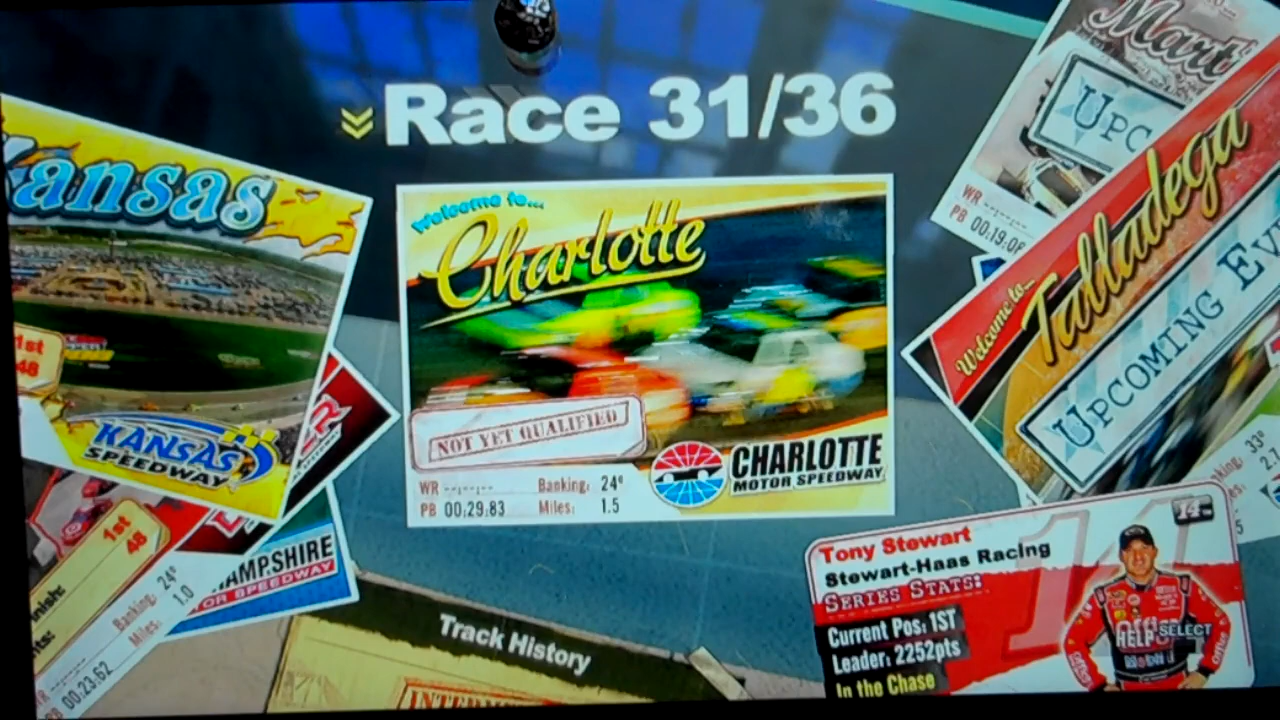 Race 31/36
Kansas
1st
48
KANSAS
SPEEDWAY
1st
48
Banking: 24°
Miles: 1.0
00:23.62
HAMPSHIRE
OR SPEEDWAY
Welcome to...
Charlotte
NOT YET QUALIFIED
CHARLOTTE
MOTOR SPEEDWAY
WR --:--:--
Banking: 24°
PB 00:29:83
Miles: 1.5
Mart
UPC
WR --:--:--
PB 00:19:0
Welcome to...
Talladega
UPCOMING EV
33°
2.7
Track History
Tony Stewart
Stewart-Haas Racing
SERIES STATS:
Current Pos: 1ST
Leader: 2252pts
In the Chase
14
HELP SELECT